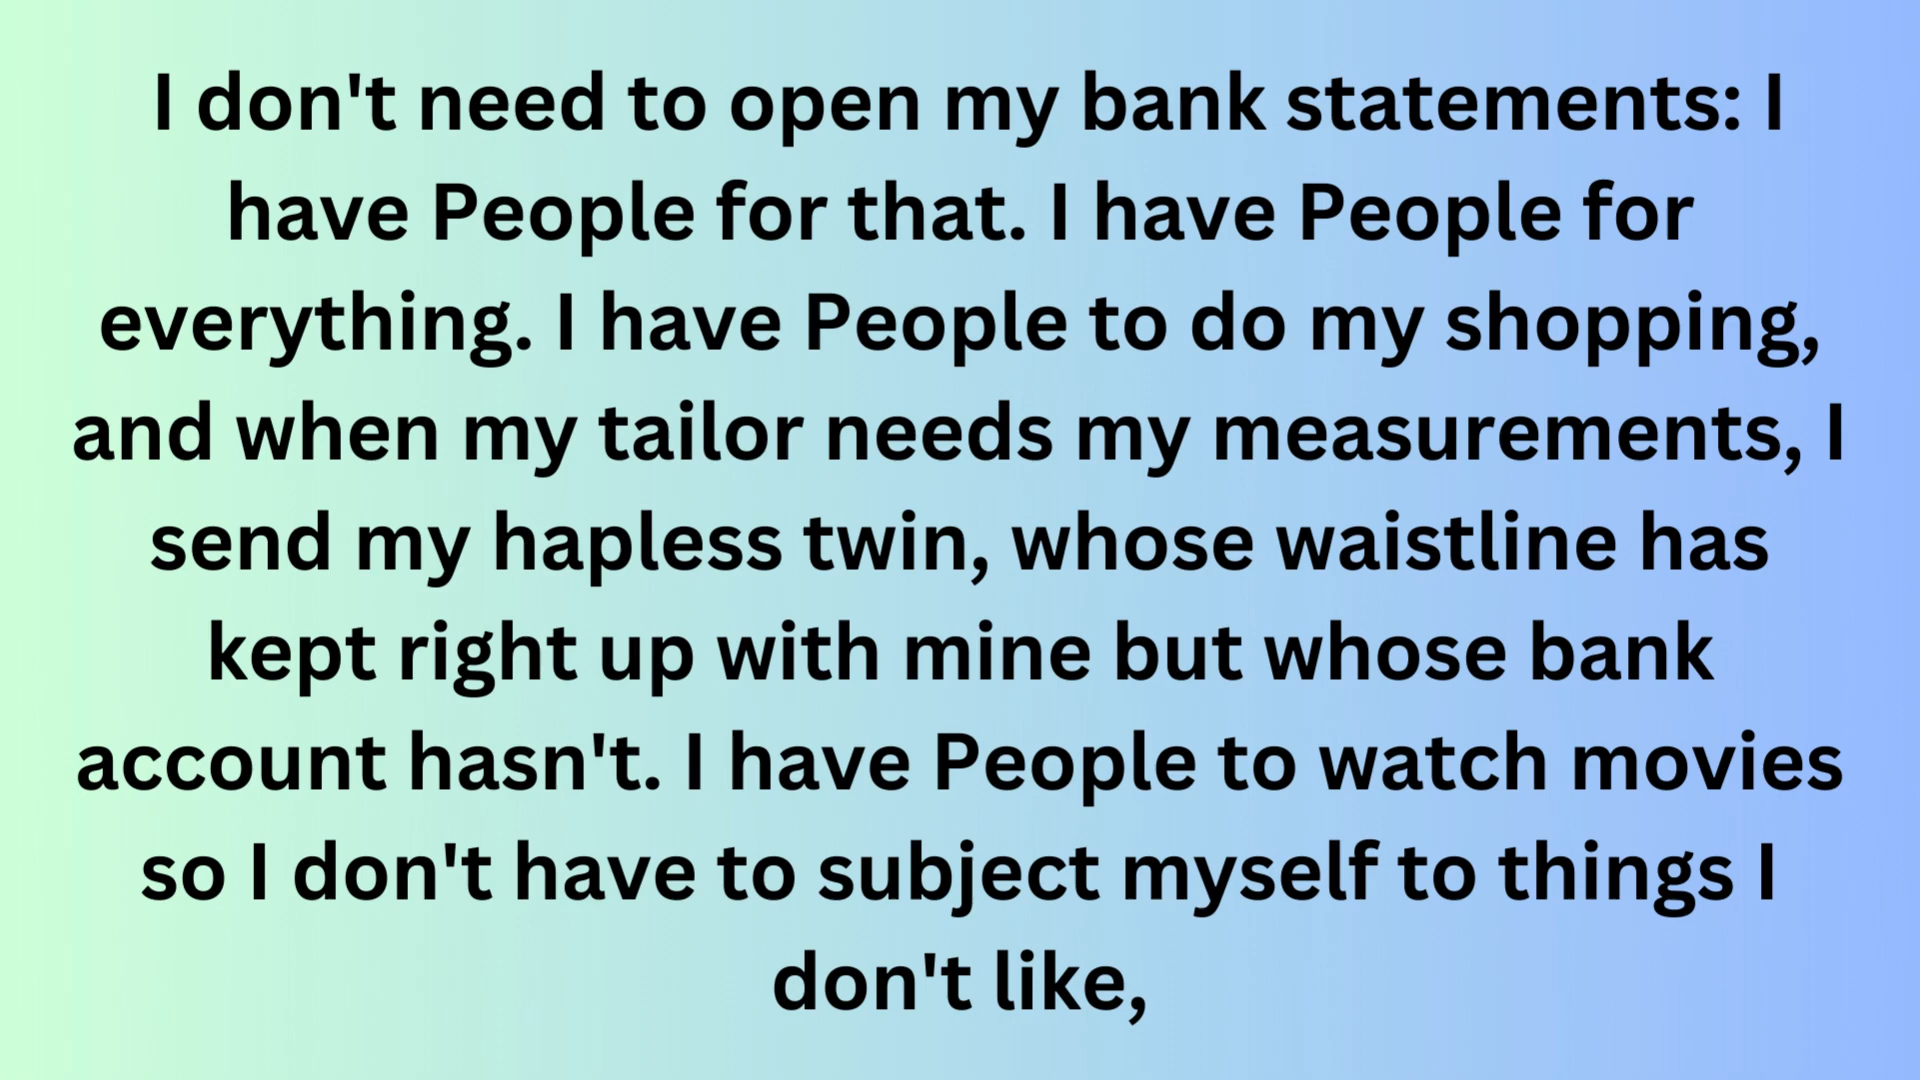 I don't need to open my bank statements: I
have People for that. I have People for
everything. I have People to do my shopping,
and when my tailor needs my measurements, I
send my hapless twin, whose waistline has
kept right up with mine but whose bank
account hasn't. I have People to watch movies
so I don't have to subject myself to things I
don't like,